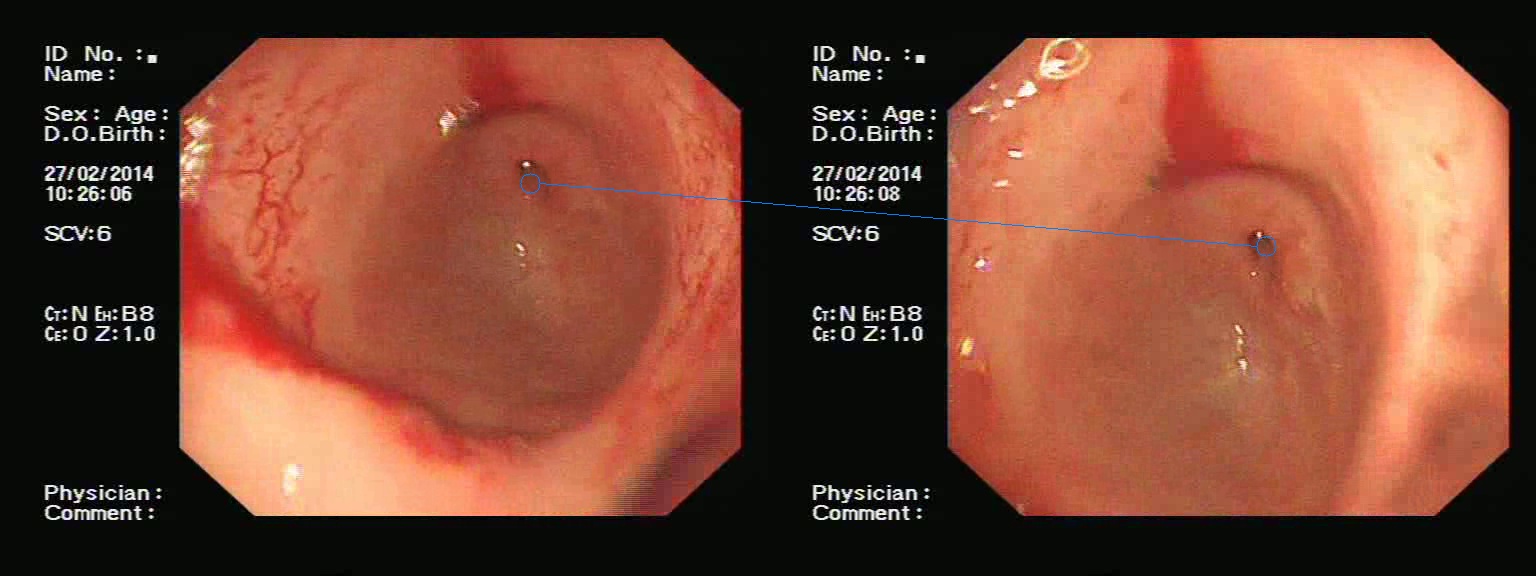 ID No. :
Name:
Sex: Age:
D.O.Birth:
27/02/2014
10:26:06
SCV:6
CT:N EH:B8
CE:0 Z:1.0
Physician:
Comment:
ID No. :
Name:
Sex: Age:
D.O.Birth:
27/02/2014
10:26:08
SCV:6
CT:N EH:B8
CE:0 Z:1.0
Physician:
Comment: